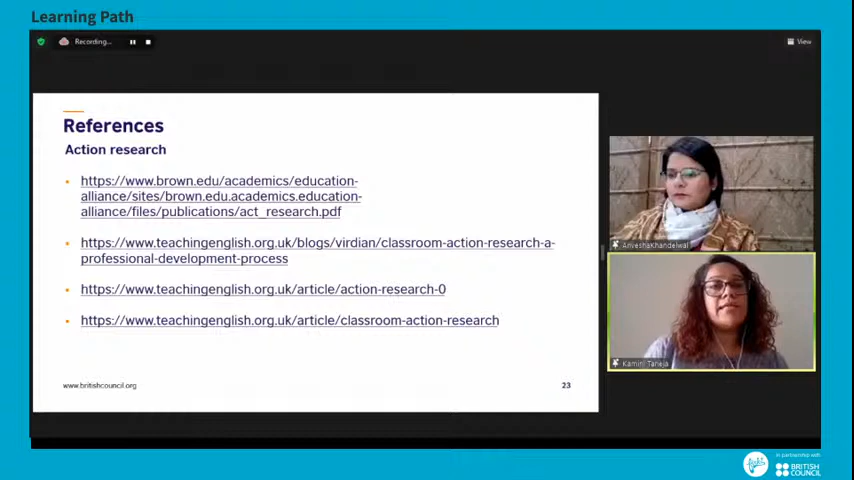 Learning Path
Recording...
View
References
Action research
https://www.brown.edu/academics/education-
alliance/sites/brown.edu.academics.education-
alliance/files/publications/act_research.pdf
https://www.teachingenglish.org.uk/blogs/virdian/classroom-action-research-a-
professional-development-process
https://www.teachingenglish.org.uk/article/action-research-0
https://www.teachingenglish.org.uk/article/classroom-action-research
www.britishcouncil.org
23
AnveshaKhandelwal
Kamini Taneja
In partnership with
BRITISH
COUNCIL